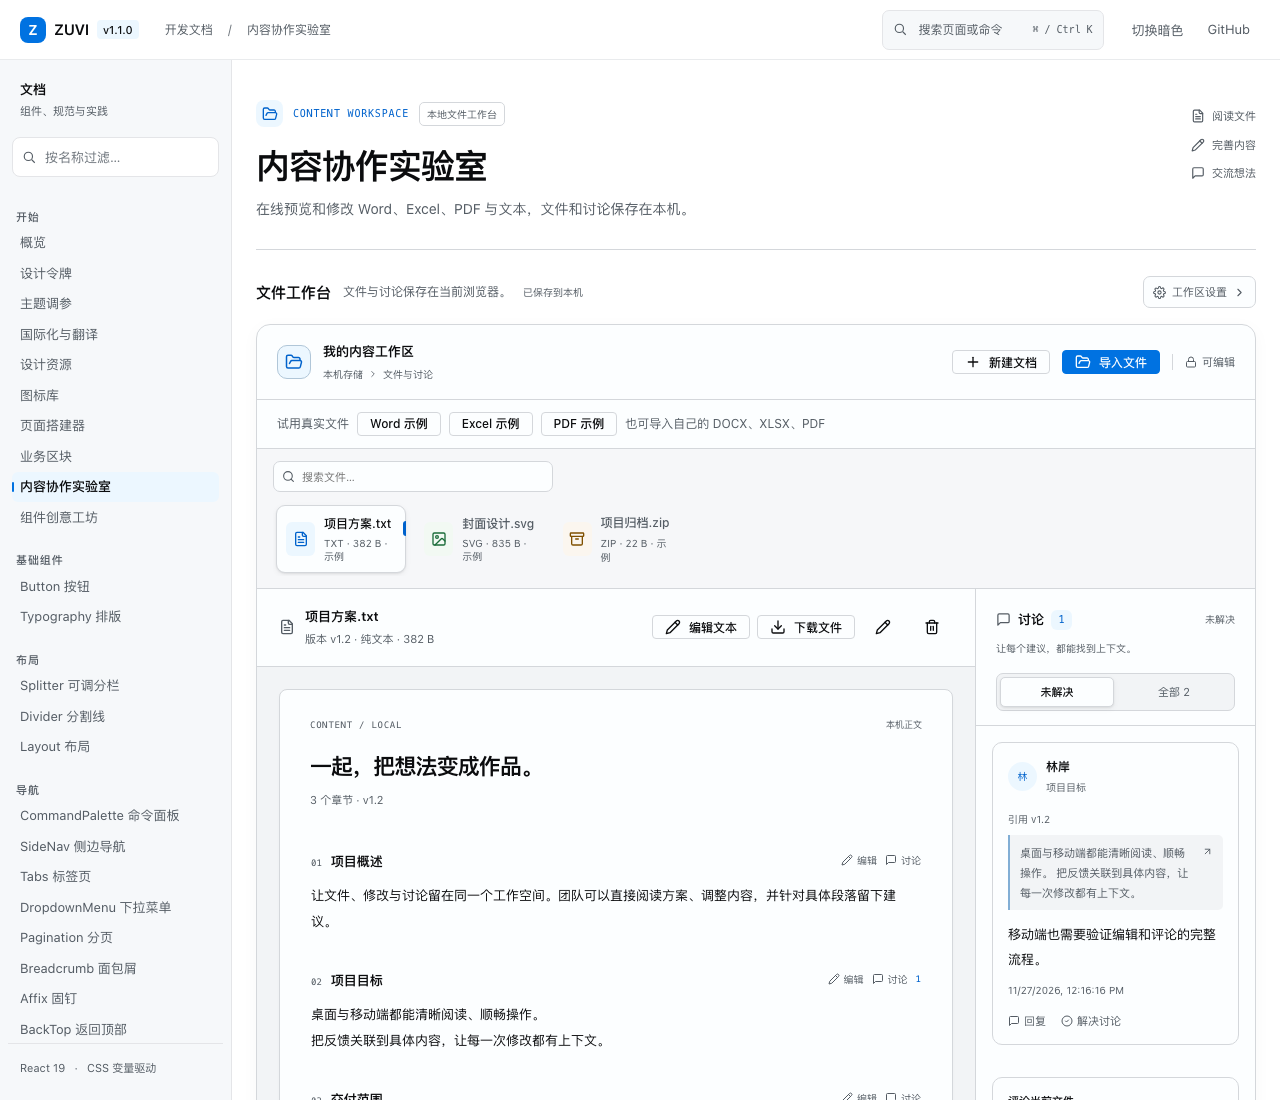 Z ZUVI v1.1.0 开发文档 / 内容协作实验室
搜索页面或命令 ⌘ / Ctrl K 切换暗色 GitHub
文档
组件、规范与实践
按名称过滤...
开始
概览
设计令牌
主题调参
国际化与翻译
设计资源
图标库
页面搭建器
业务区块
内容协作实验室
组件创意工坊
基础组件
Button 按钮
Typography 排版
布局
Splitter 可调分栏
Divider 分割线
Layout 布局
导航
CommandPalette 命令面板
SideNav 侧边导航
Tabs 标签页
DropdownMenu 下拉菜单
Pagination 分页
Breadcrumb 面包屑
Affix 固钉
BackTop 返回顶部
React 19 · CSS 变量驱动
CONTENT WORKSPACE 本地文件工作台
内容协作实验室
在线预览和修改 Word、Excel、PDF 与文本，文件和讨论保存在本机。
阅读文件
完善内容
交流想法
文件工作台 文件与讨论保存在当前浏览器。 已保存到本机
工作区设置
我的内容工作区
本机存储 > 文件与讨论
新建文档 导入文件 可编辑
试用真实文件 Word 示例 Excel 示例 PDF 示例 也可导入自己的 DOCX、XLSX、PDF
搜索文件...
项目方案.txt
TXT · 382 B ·
示例
封面设计.svg
SVG · 835 B ·
示例
项目归档.zip
ZIP · 22 B · 示
例
项目方案.txt
版本 v1.2 · 纯文本 · 382 B
编辑文本 下载文件
CONTENT / LOCAL 本机正文
一起，把想法变成作品。
3 个章节 · v1.2
01 项目概述 编辑 讨论
让文件、修改与讨论留在同一个工作空间。团队可以直接阅读方案、调整内容，并针对具体段落留下建
议。
02 项目目标 编辑 讨论 1
桌面与移动端都能清晰阅读、顺畅操作。
把反馈关联到具体内容，让每一次修改都有上下文。
03 交付范围 编辑 讨论
讨论 1 未解决
让每个建议，都能找到上下文。
未解决 全部 2
林 林岸
项目目标
引用 v1.2
桌面与移动端都能清晰阅读、顺畅
操作。 把反馈关联到具体内容，让
每一次修改都有上下文。
移动端也需要验证编辑和评论的完整
流程。
11/27/2026, 12:16:16 PM
回复 解决讨论
评论当前文件